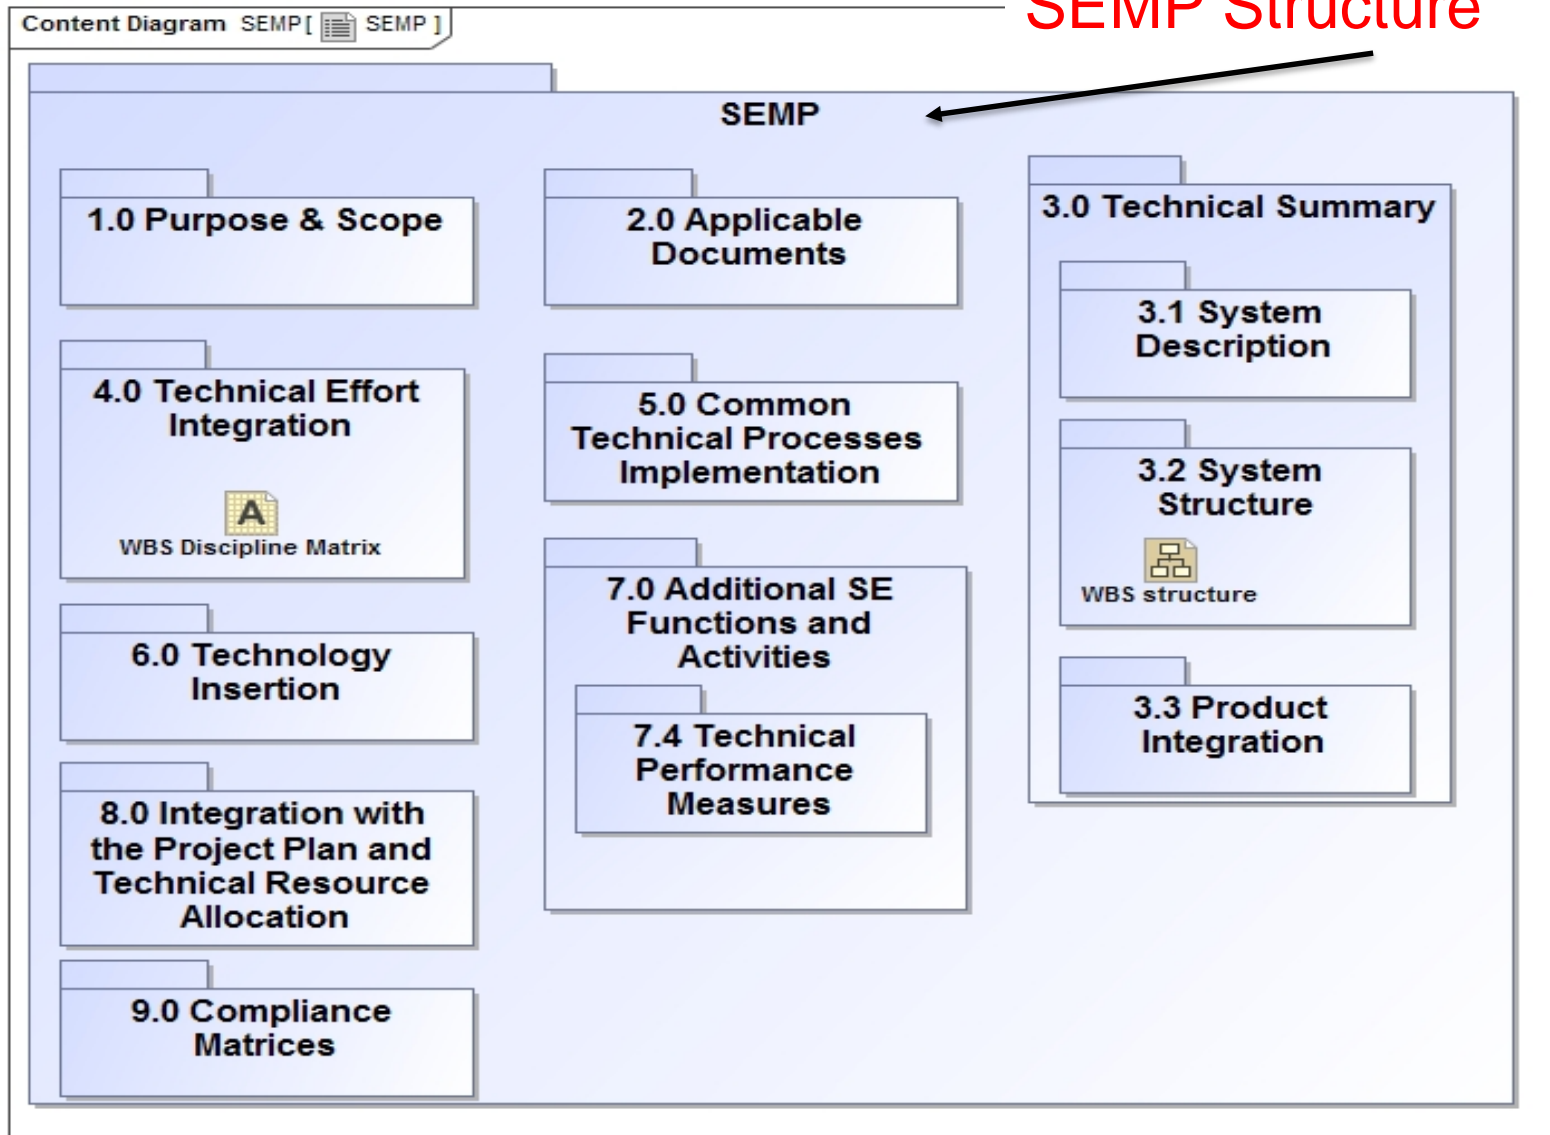 SEMP Structure
Content Diagram SEMP [ SEMP ]
SEMP
1.0 Purpose & Scope
2.0 Applicable
Documents
3.0 Technical Summary
3.1 System
Description
3.2 System
Structure
WBS structure
3.3 Product
Integration
4.0 Technical Effort
Integration
A
WBS Discipline Matrix
5.0 Common
Technical Processes
Implementation
6.0 Technology
Insertion
7.0 Additional SE
Functions and
Activities
7.4 Technical
Performance
Measures
8.0 Integration with
the Project Plan and
Technical Resource
Allocation
9.0 Compliance
Matrices